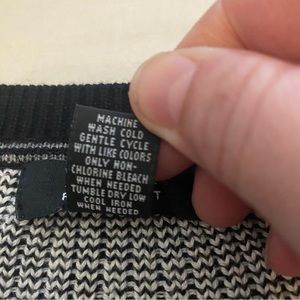 MACHINE
WASH COLD
GENTLE CYCLE
WITH LIKE COLORS
ONLY NON-
CHLORINE BLEACH
WHEN NEEDED
TUMBLE DRY LOW
COOL IRON
WHEN NEEDED